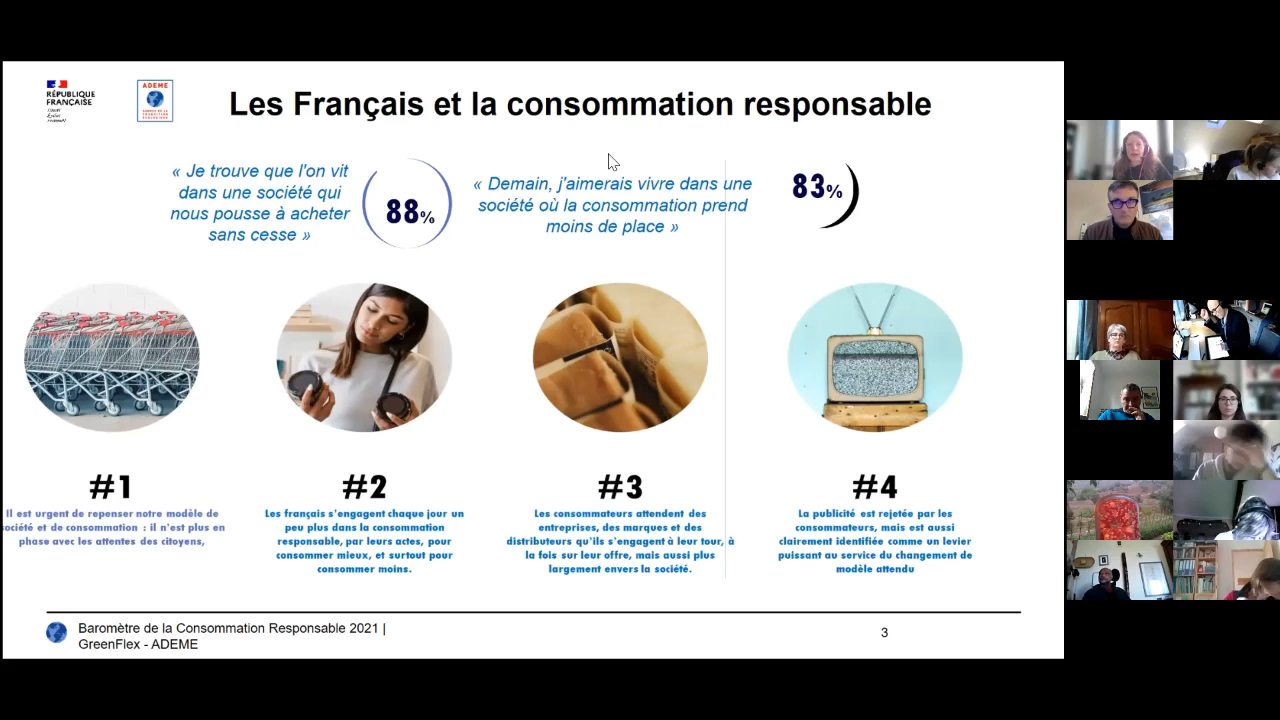 RÉPUBLIQUE
FRANÇAISE
Liberté
Égalité
Fraternité
ADEME
Les Français et la consommation responsable
« Je trouve que l'on vit
dans une société qui
nous pousse à acheter
sans cesse »
88%
« Demain, j'aimerais vivre dans une
société où la consommation prend
moins de place »
83%
#1
Il est urgent de repenser notre modèle de
société et de consommation : il n'est plus en
phase avec les attentes des citoyens,
#2
Les français s'engagent chaque jour un
peu plus dans la consommation
responsable, par leurs actes, pour
consommer mieux, et surtout pour
consommer moins.
#3
Les consommateurs attendent des
entreprises, des marques et des
distributeurs qu'ils s'engagent à leur tour, à
la fois sur leur offre, mais aussi plus
largement envers la société.
#4
La publicité est rejetée par les
consommateurs, mais est aussi
clairement identifiée comme un levier
puissant au service du changement de
modèle attendu
Baromètre de la Consommation Responsable 2021 |
GreenFlex - ADEME
3